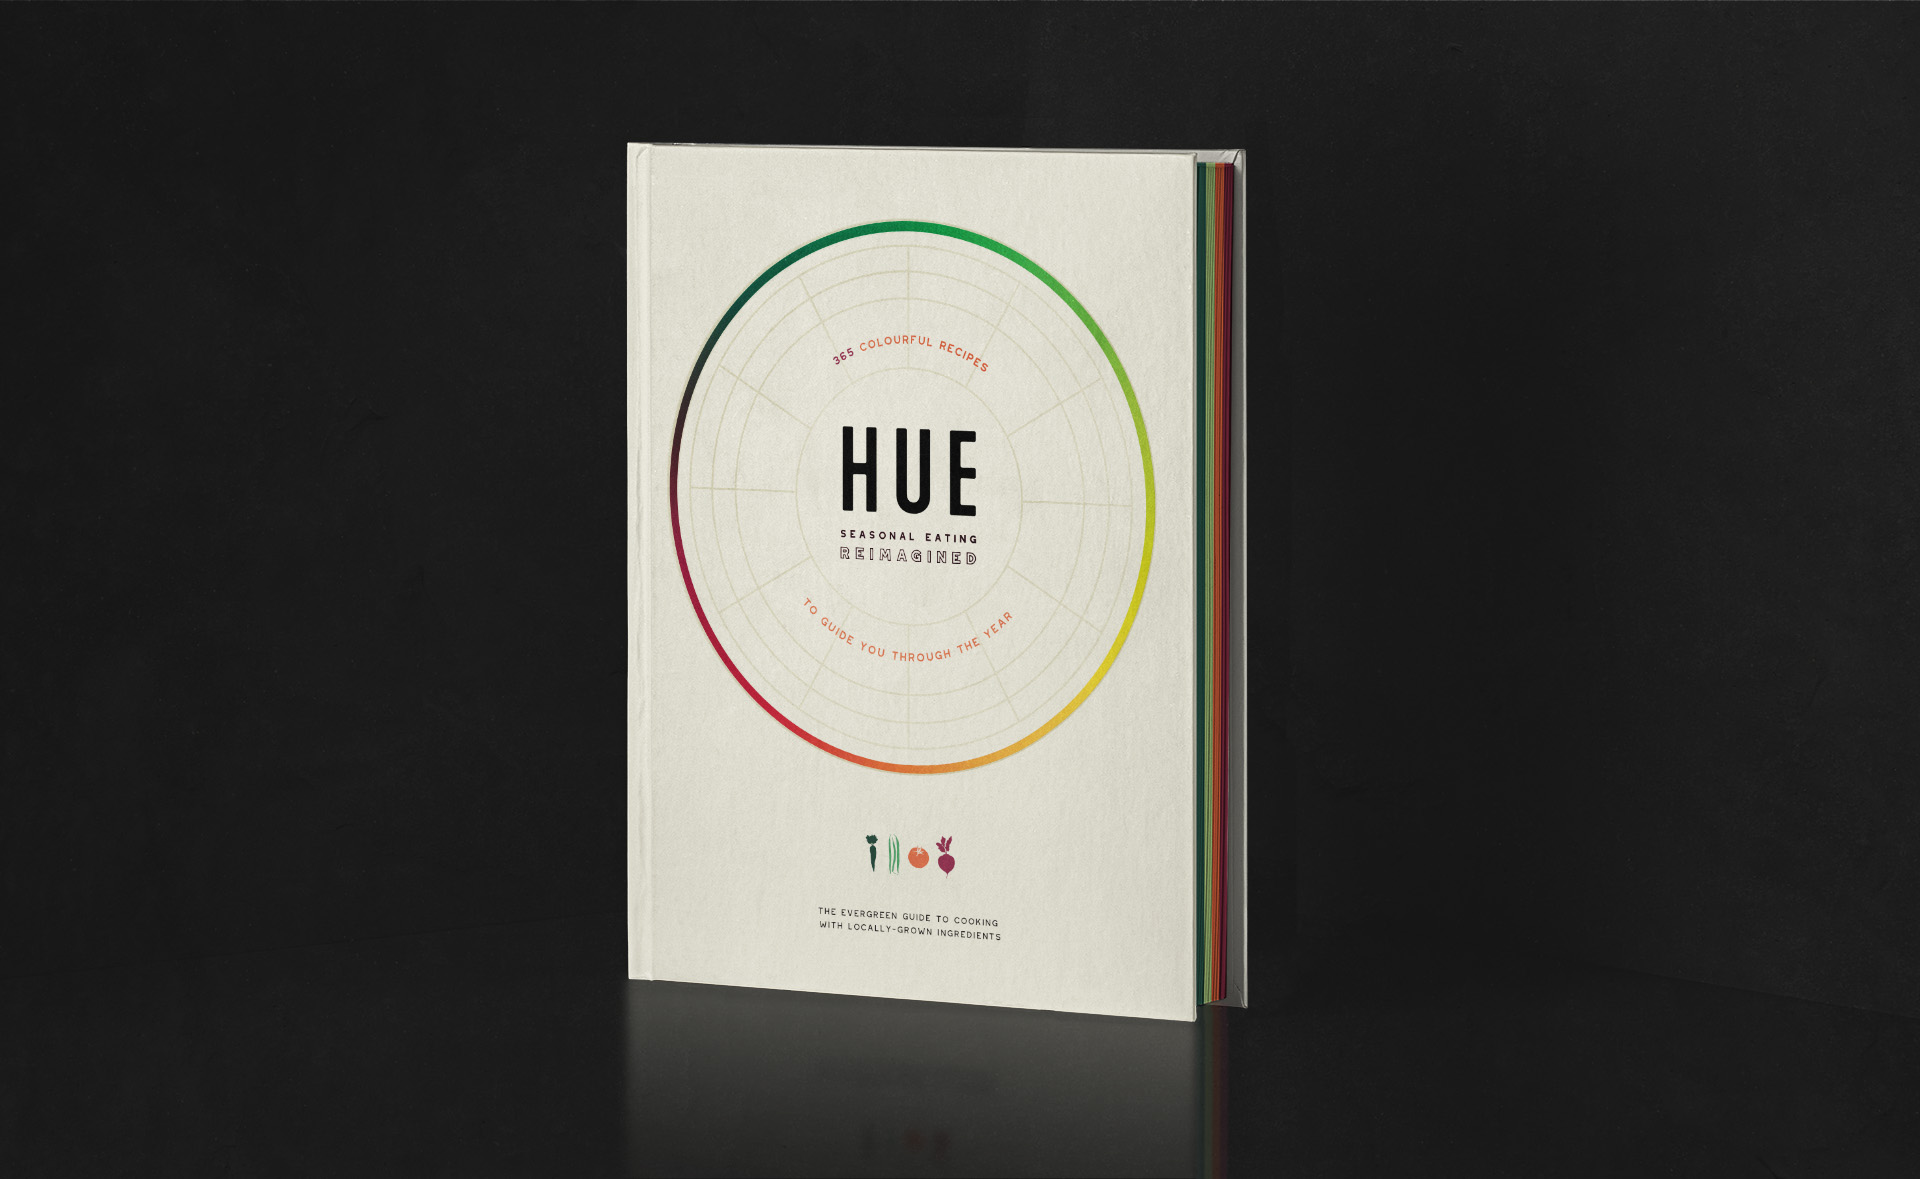 365 COLOURFUL RECIPES
HUE
SEASONAL EATING
REIMAGINED
TO GUIDE YOU THROUGH THE YEAR
THE EVERGREEN GUIDE TO COOKING
WITH LOCALLY-GROWN INGREDIENTS